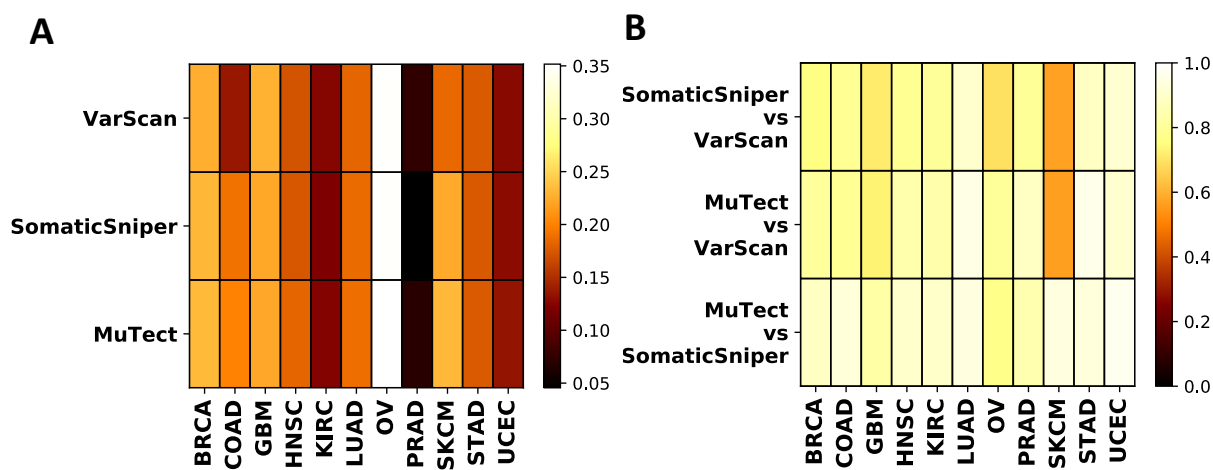 A
VarScan
SomaticSniper
MuTect
BRCA
COAD
GBM
HNSC
KIRC
LUAD
OV
PRAD
SKCM
STAD
UCEC
0.35
0.30
0.25
0.20
0.15
0.10
0.05
B
SomaticSniper
vs
VarScan
MuTect
vs
VarScan
MuTect
vs
SomaticSniper
BRCA
COAD
GBM
HNSC
KIRC
LUAD
OV
PRAD
SKCM
STAD
UCEC
1.0
0.8
0.6
0.4
0.2
0.0